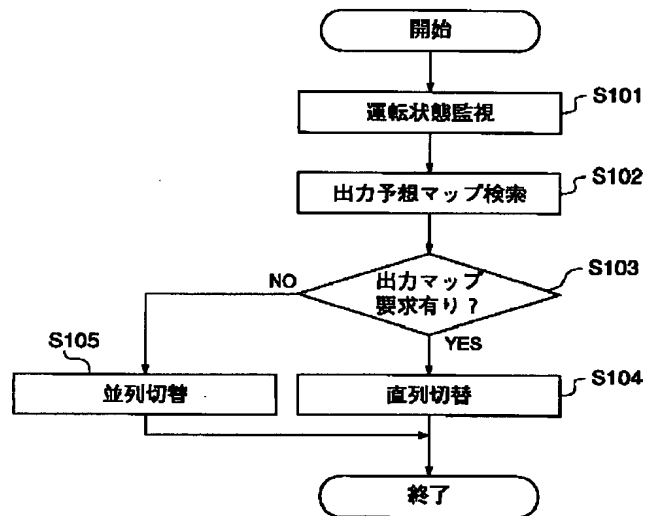 開始
運転状態監視
S101
出力予想マップ検索
S102
出力マップ
要求有り？
S103
NO
YES
S105
並列切替
直列切替
S104
終了